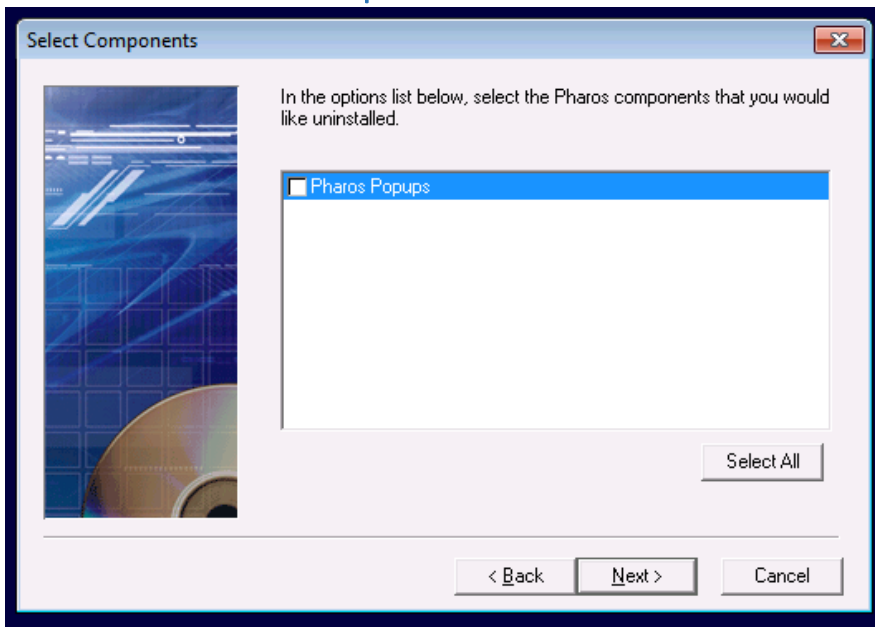 Select Components
In the options list below, select the Pharos components that you would
like uninstalled.
Pharos Popups
Select All
< Back
Next >
Cancel